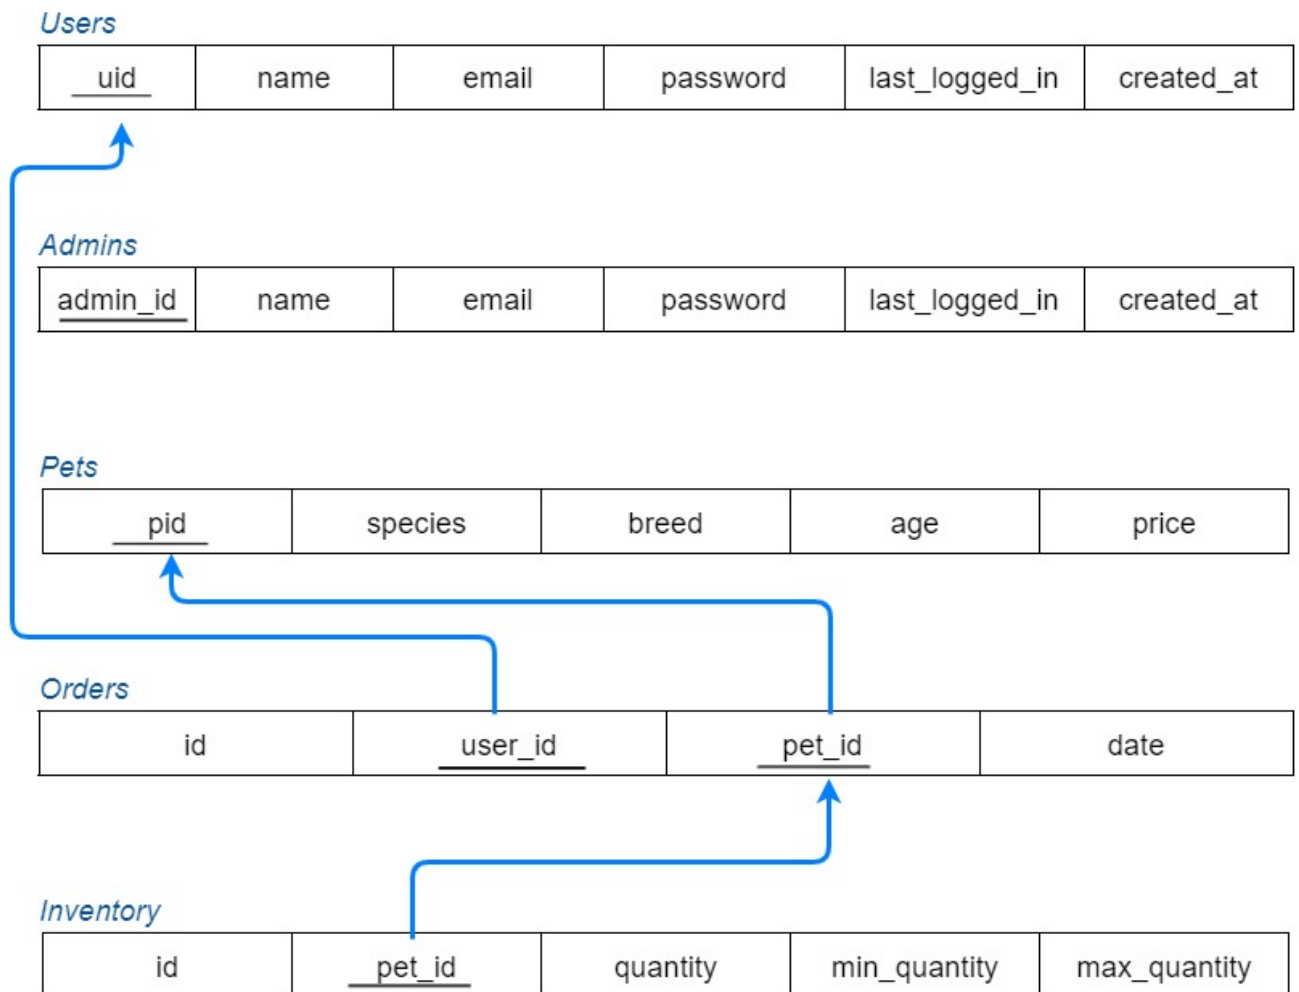 Users
uid name email password last_logged_in created_at
Admins
admin_id name email password last_logged_in created_at
Pets
pid species breed age price
Orders
id user_id pet_id date
Inventory
id pet_id quantity min_quantity max_quantity